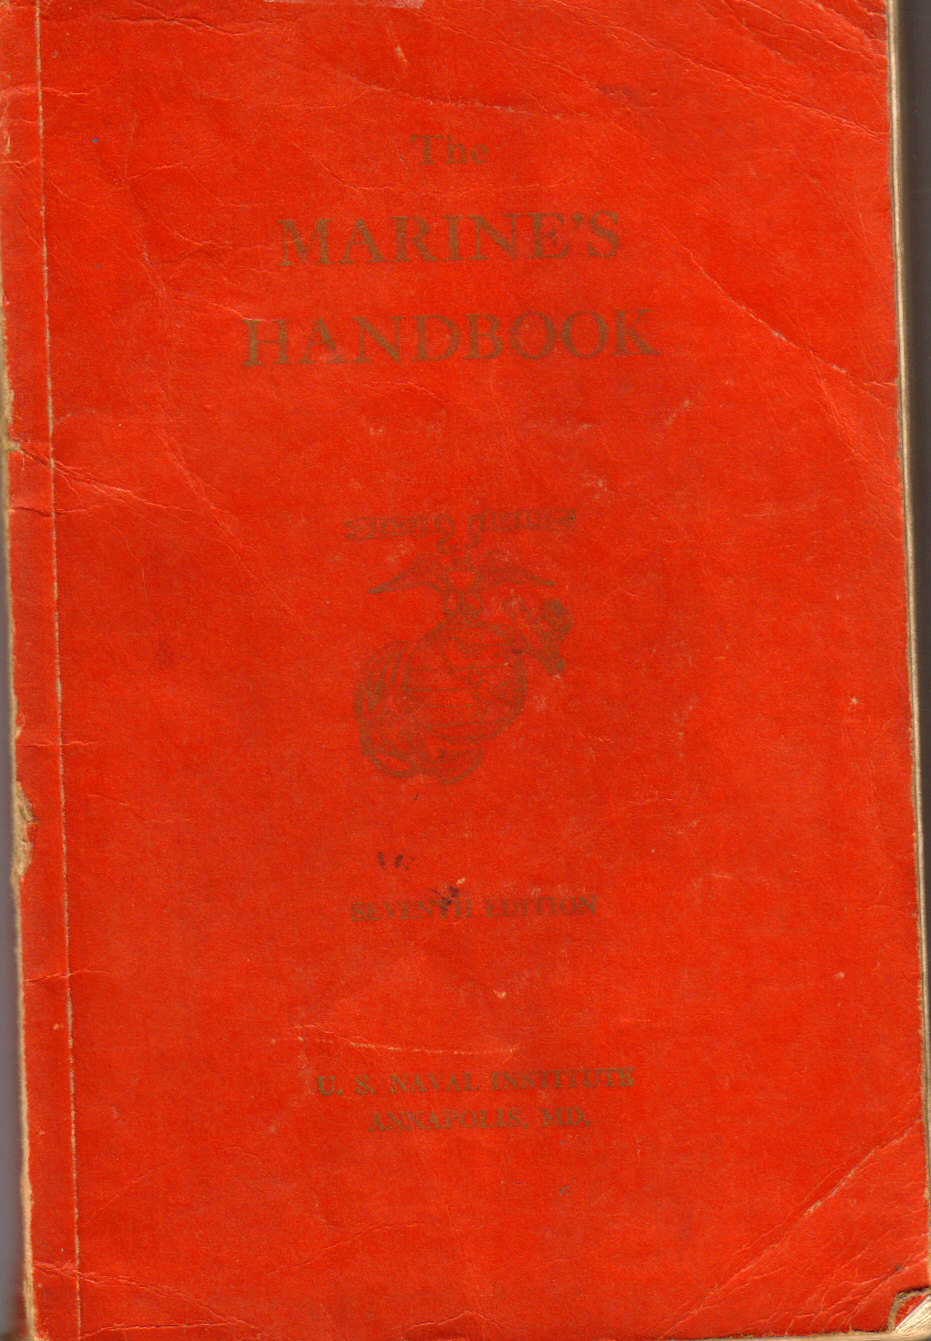 The
MARINE'S
HANDBOOK
SEVENTH EDITION
U. S. NAVAL INSTITUTE
ANNAPOLIS, MD.